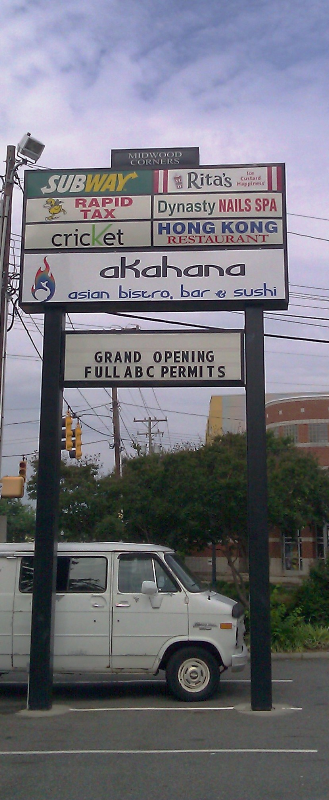 MIDWOOD
CORNERS
SUBWAY
Rita's
Ice
Custard
Happiness
RAPID
TAX
Dynasty NAILS SPA
cricket
HONG KONG
RESTAURANT
akahana
asian bistro, bar & sushi
GRAND OPENING
FULL ABC PERMITS